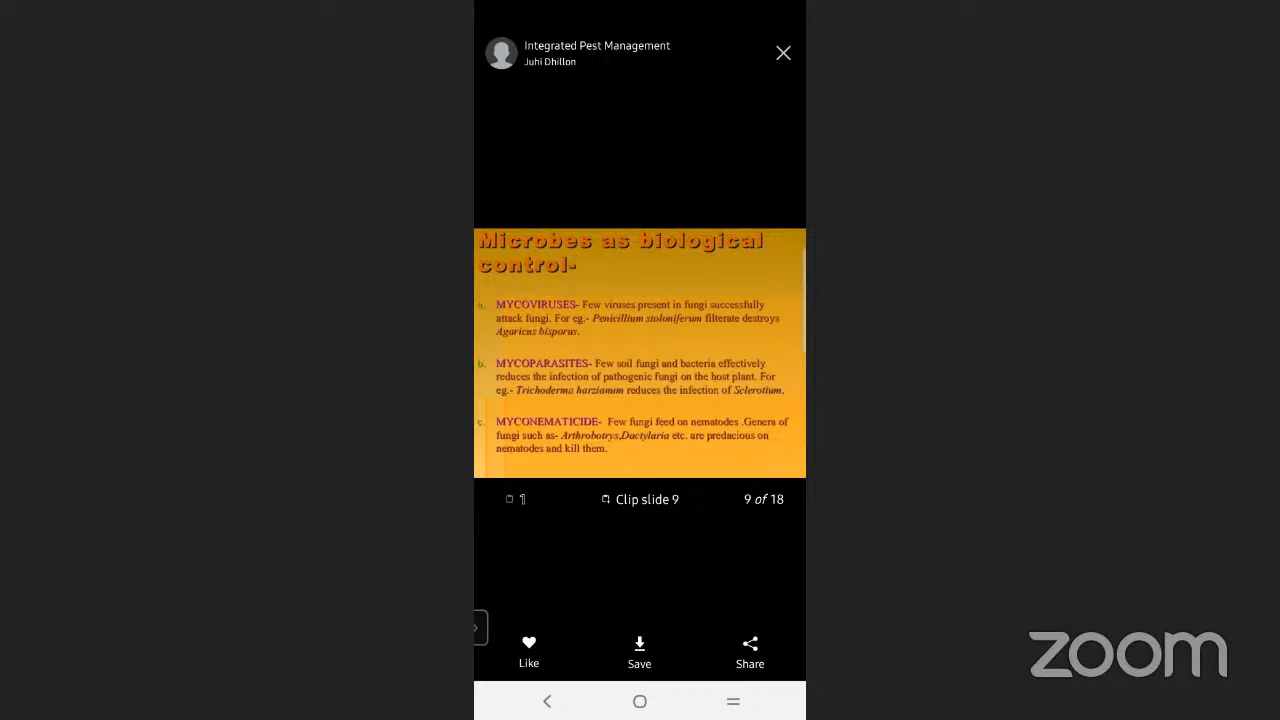 Integrated Pest Management
Juhi Dhillon
Microbes as biological
control-
a. MYCOVIRUSES- Few viruses present in fungi successfully
attack fungi. For eg.- Penicillium stoloniferum filterate destroys
Agaricus bisporus.
b. MYCOPARASITES- Few soil fungi and bacteria effectively
reduces the infection of pathogenic fungi on the host plant. For
eg.- Trichoderma harzianum reduces the infection of Sclerotium.
c. MYCONEMATICIDE- Few fungi feed on nematodes .Genera of
fungi such as- Arthrobotrys,Dactylaria etc. are predacious on
nematodes and kill them.
1 Clip slide 9 9 of 18
Like Save Share
zoom